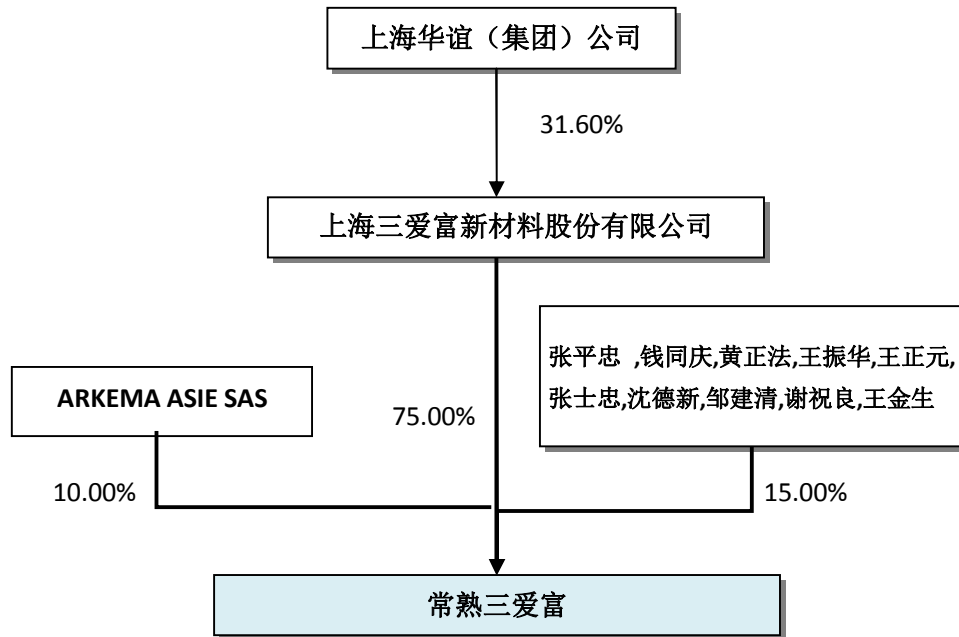 上海华谊（集团）公司
31.60%
上海三爱富新材料股份有限公司
张平忠 ,钱同庆,黄正法,王振华,王正元,
张士忠,沈德新,邹建清,谢祝良,王金生
ARKEMA ASIE SAS
75.00%
10.00%
15.00%
常熟三爱富